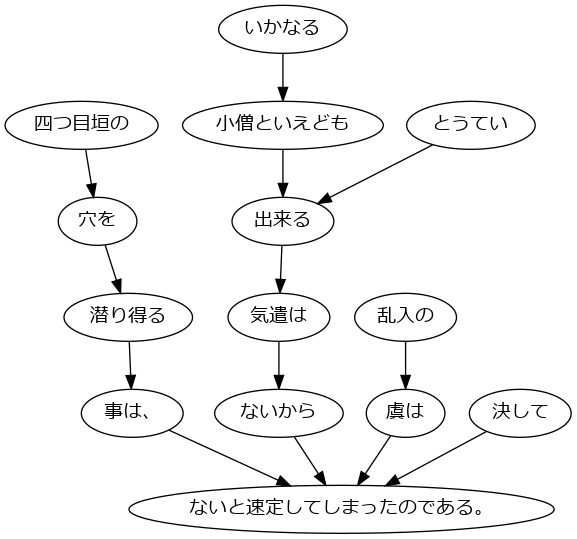 いかなる
四つ目垣の
小僧といえども
とうてい
穴を
出来る
潜り得る
気遣は
乱入の
事は、
ないから
虞は
決して
ないと速定してしまったのである。